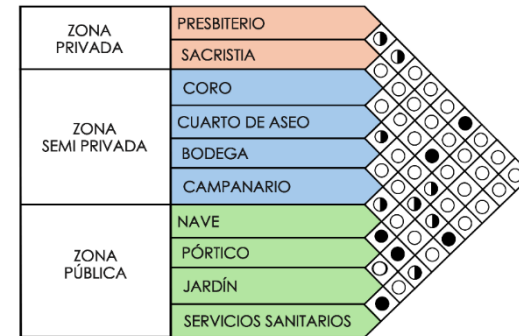 ZONA
PRIVADA
PRESBITERIO
SACRISTIA
ZONA
SEMI PRIVADA
CORO
CUARTO DE ASEO
BODEGA
CAMPANARIO
ZONA
PÚBLICA
NAVE
PÓRTICO
JARDÍN
SERVICIOS SANITARIOS